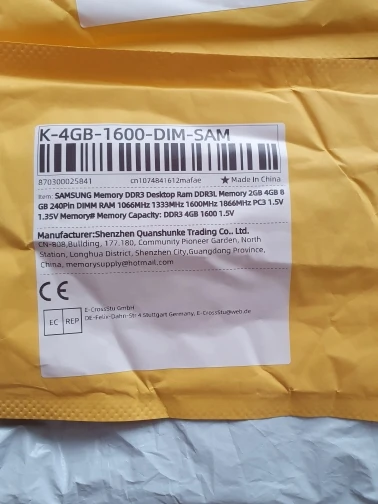 K-4GB-1600-DIM-SAM
870300025841 cn1074841612mafae ★ Made In China
Item: SAMSUNG Memory DDR3 Desktop Ram DDR3L Memory 2GB 4GB 8
GB 240Pin DIMM RAM 1066MHz 1333MHz 1600MHz 1866MHz PC3 1.5V
1.35V Memory# Memory Capacity: DDR3 4GB 1600 1.5V
Manufacturer:Shenzhen Quanshunke Trading Co., Ltd.
CN-808,Building, 177.180, Community Pioneer Garden, North
Station, Longhua District, Shenzhen City,Guangdong Province,
China, memorysupply@hotmail.com
CE
EC REP
E-CrossStu GmbH
DE-Felix-Dahn-Str.4 Stuttgart Germany, E-CrossStu@web.de